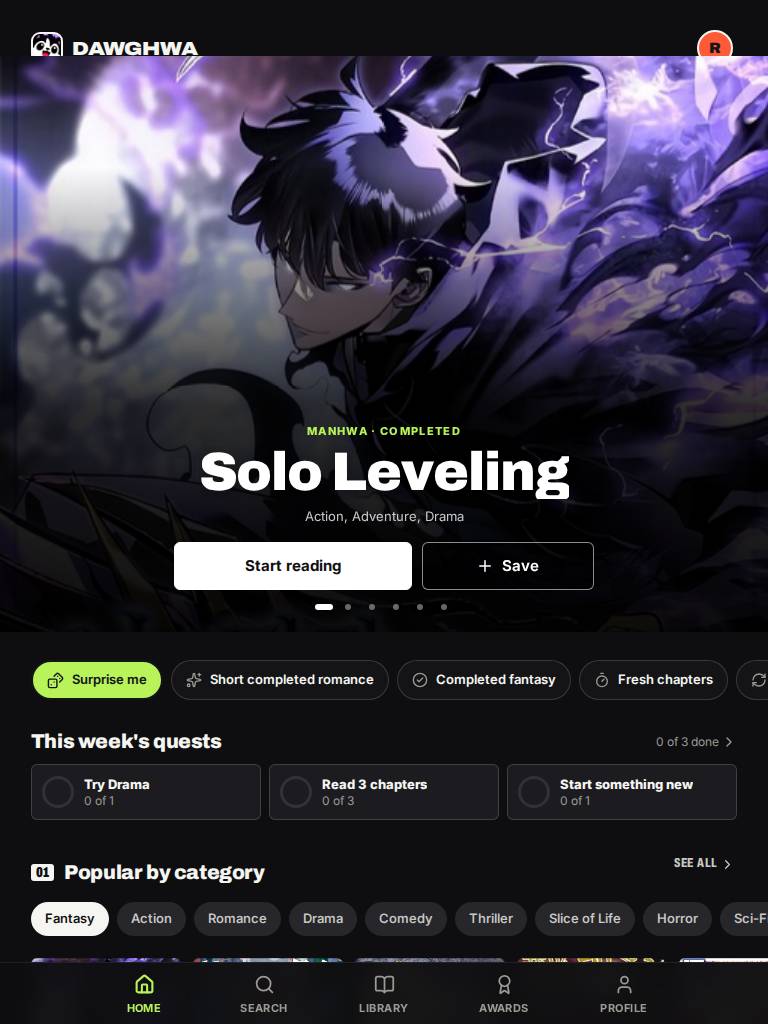 DAWGHWA
R
MANHWA · COMPLETED
Solo Leveling
Action, Adventure, Drama
Start reading
+ Save
Surprise me
Short completed romance
Completed fantasy
Fresh chapters
This week's quests
0 of 3 done
Try Drama
0 of 1
Read 3 chapters
0 of 3
Start something new
0 of 1
01 Popular by category
SEE ALL
Fantasy
Action
Romance
Drama
Comedy
Thriller
Slice of Life
Horror
HOME
SEARCH
LIBRARY
AWARDS
PROFILE